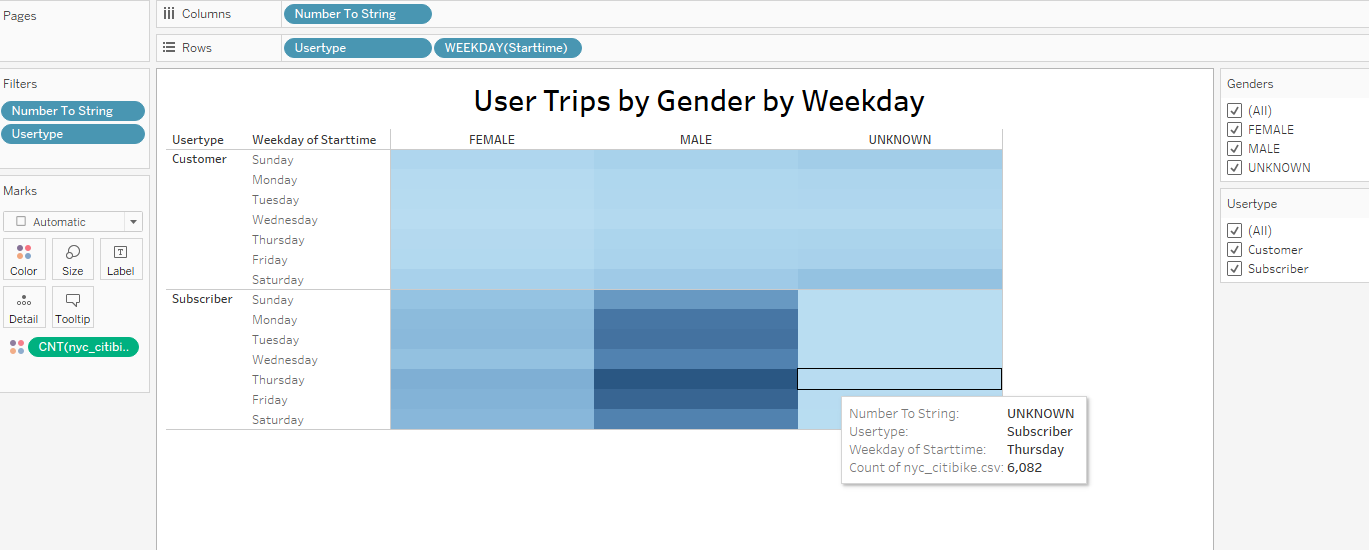 Pages
Columns
Number To String
Rows
Usertype
WEEKDAY(Starttime)
Filters
Number To String
Usertype
Marks
Automatic
Color
Size
Label
Detail
Tooltip
CNT(nyc_citibi..
User Trips by Gender by Weekday
Usertype Weekday of Starttime FEMALE MALE UNKNOWN
Customer Sunday
Monday
Tuesday
Wednesday
Thursday
Friday
Saturday
Subscriber Sunday
Monday
Tuesday
Wednesday
Thursday
Friday
Saturday
Number To String: UNKNOWN
Usertype: Subscriber
Weekday of Starttime: Thursday
Count of nyc_citibike.csv: 6,082
Genders
(All)
FEMALE
MALE
UNKNOWN
Usertype
(All)
Customer
Subscriber